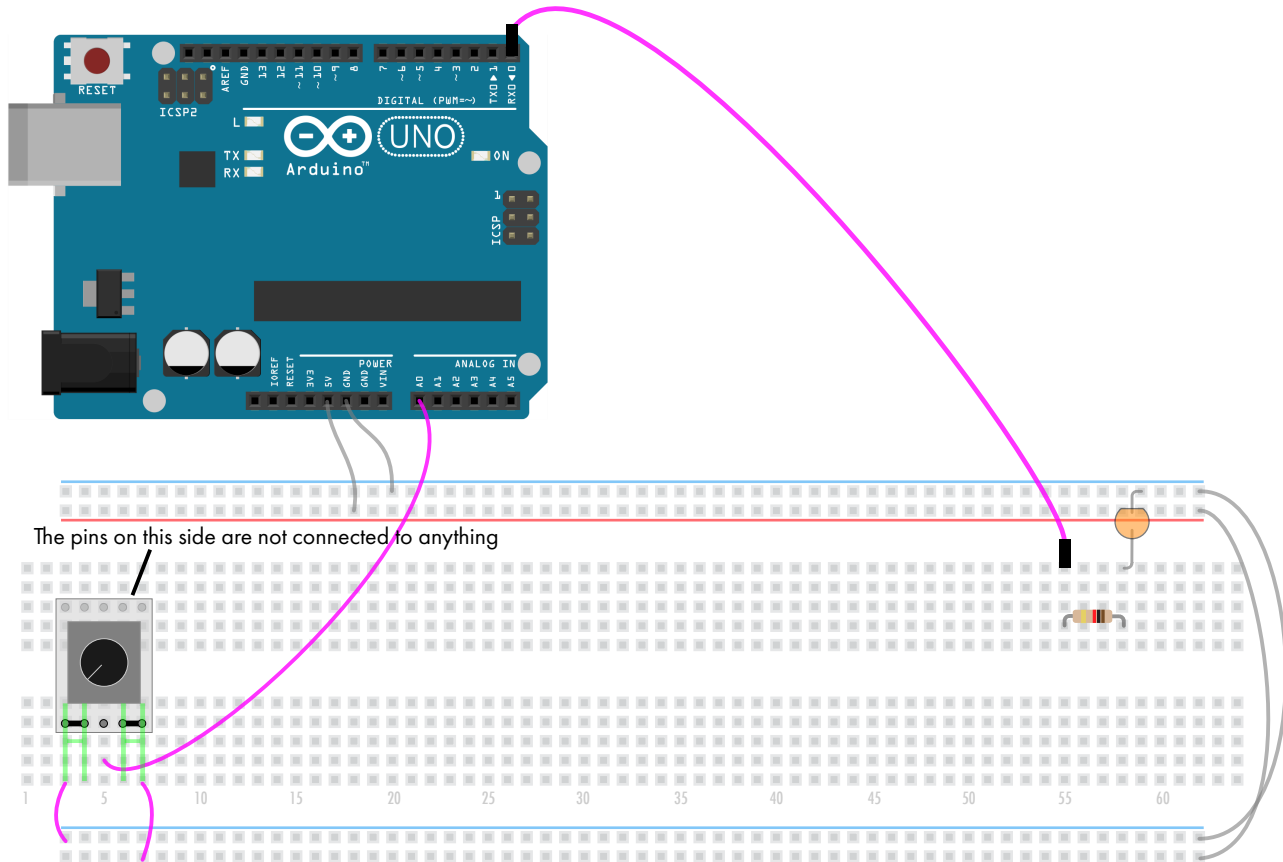 RESET
ICSP2
AREF
GND
13
12
~11
~10
~9
8
7
~6
~5
4
~3
2
TX0▶1
RX0◀0
DIGITAL (PWM=~)
L
TX
RX
Arduino™
UNO
ON
1
ICSP
POWER
ANALOG IN
IOREF
RESET
3V3
5V
GND
GND
VIN
A0
A1
A2
A3
A4
A5
The pins on this side are not connected to anything
1 5 10 15 20 25 30 35 40 45 50 55 60